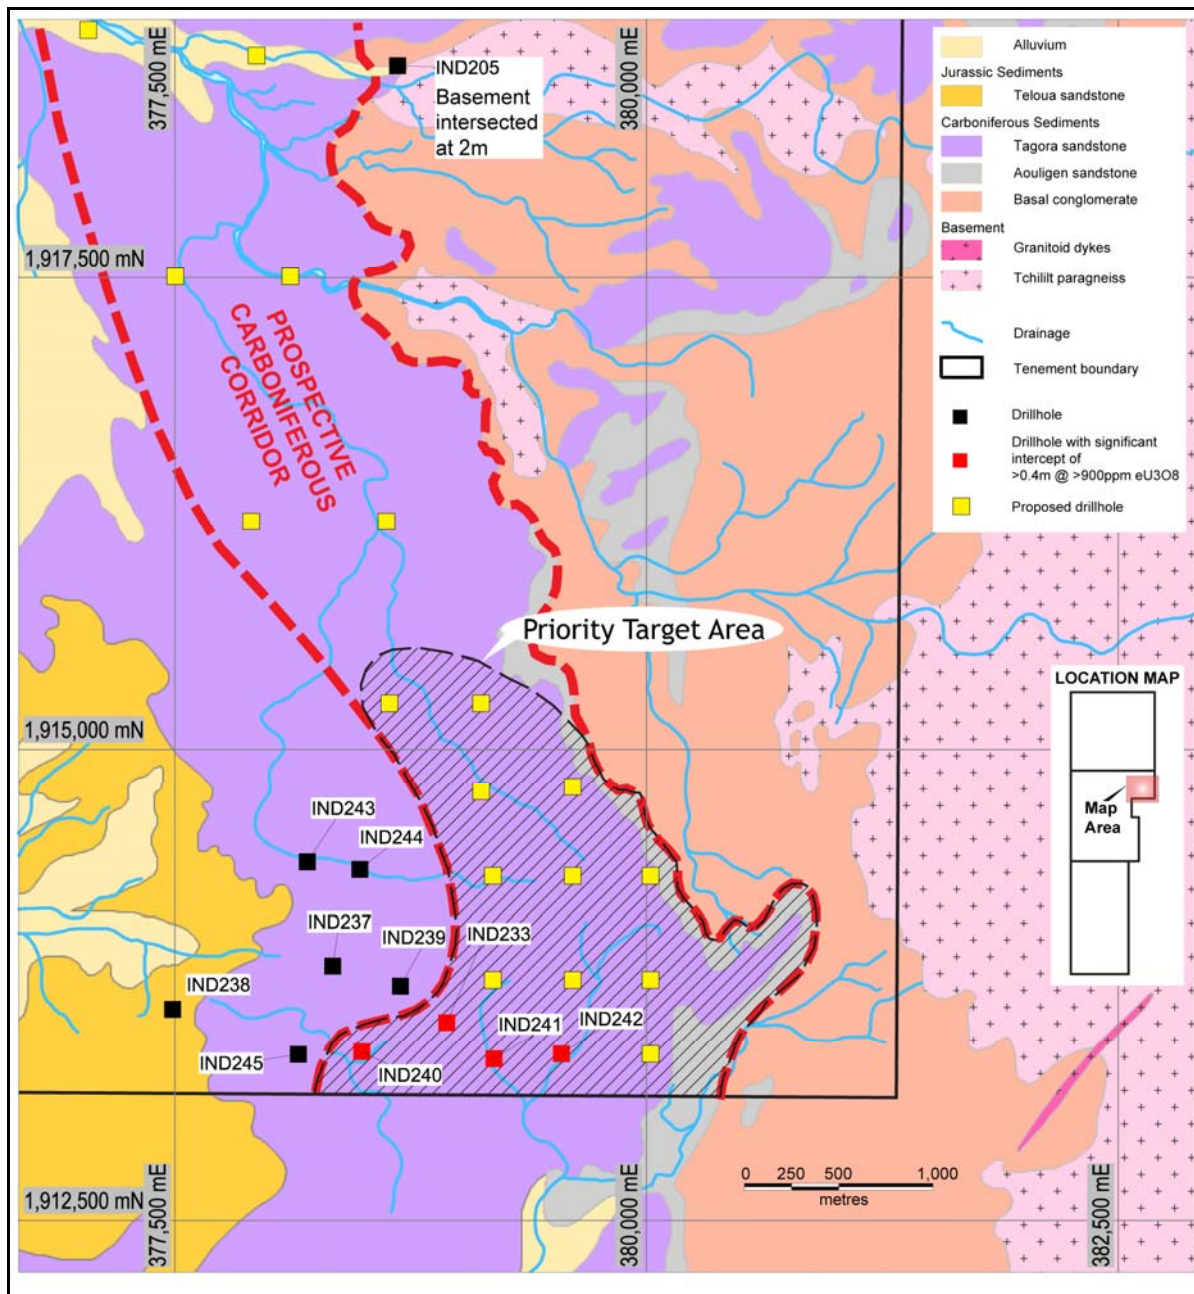 377,500 mE
380,000 mE
IND205
Basement
intersected
at 2m
Alluvium
Jurassic Sediments
Teloua sandstone
Carboniferous Sediments
Tagora sandstone
Aouligen sandstone
Basal conglomerate
Basement
Granitoid dykes
Tchililt paragneiss
Drainage
Tenement boundary
Drillhole
Drillhole with significant
intercept of
>0.4m @ >900ppm eU3O8
Proposed drillhole
1,917,500 mN
PROSPECTIVE
CARBONIFEROUS
CORRIDOR
Priority Target Area
LOCATION MAP
Map
Area
1,915,000 mN
IND243
IND244
IND237
IND233
IND239
IND238
IND241
IND242
IND245
IND240
0 250 500 1,000
metres
1,912,500 mN
377,500 mE
380,000 mE
382,500 mE